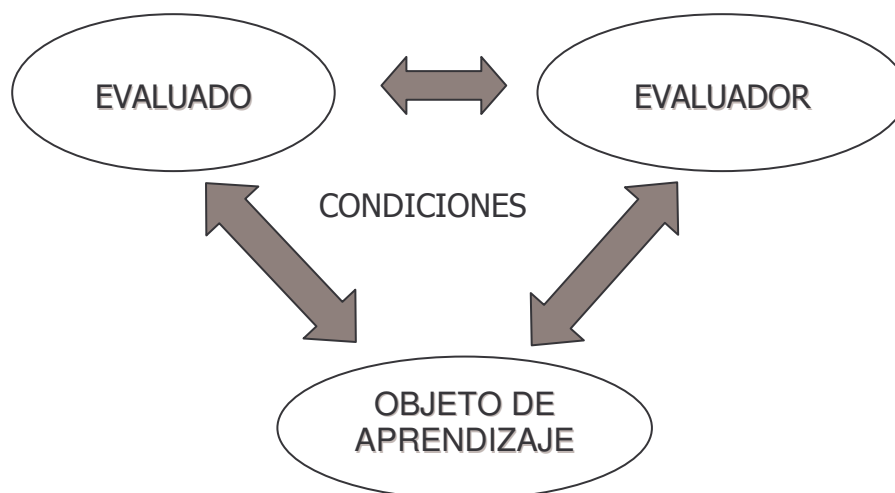 EVALUADO
EVALUADOR
CONDICIONES
OBJETO DE
APRENDIZAJE